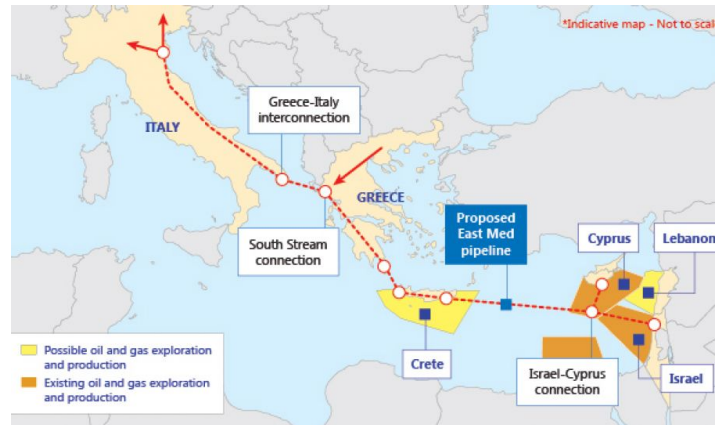 *Indicative map - Not to scale
Greece-Italy
interconnection
ITALY
GREECE
South Stream
connection
Proposed
East Med
pipeline
Cyprus
Lebanon
Crete
Israel-Cyprus
connection
Israel
Possible oil and gas exploration
and production
Existing oil and gas exploration
and production